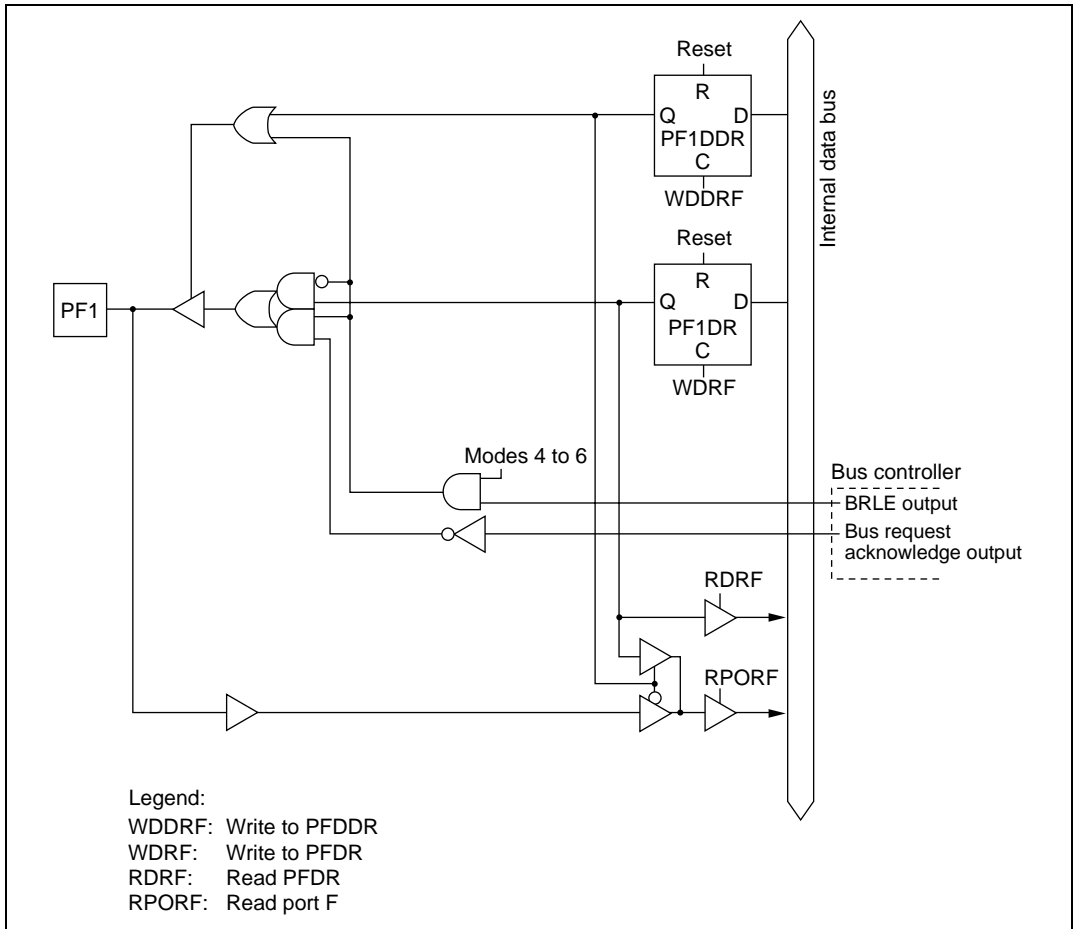 Reset
R
Q D
PF1DDR
C
WDDRF
Internal data bus
Reset
R
Q D
PF1DR
C
WDRF
PF1
Modes 4 to 6
Bus controller
BRLE output
Bus request
acknowledge output
RDRF
RPORF
Legend:
WDDRF: Write to PFDDR
WDRF: Write to PFDR
RDRF: Read PFDR
RPORF: Read port F